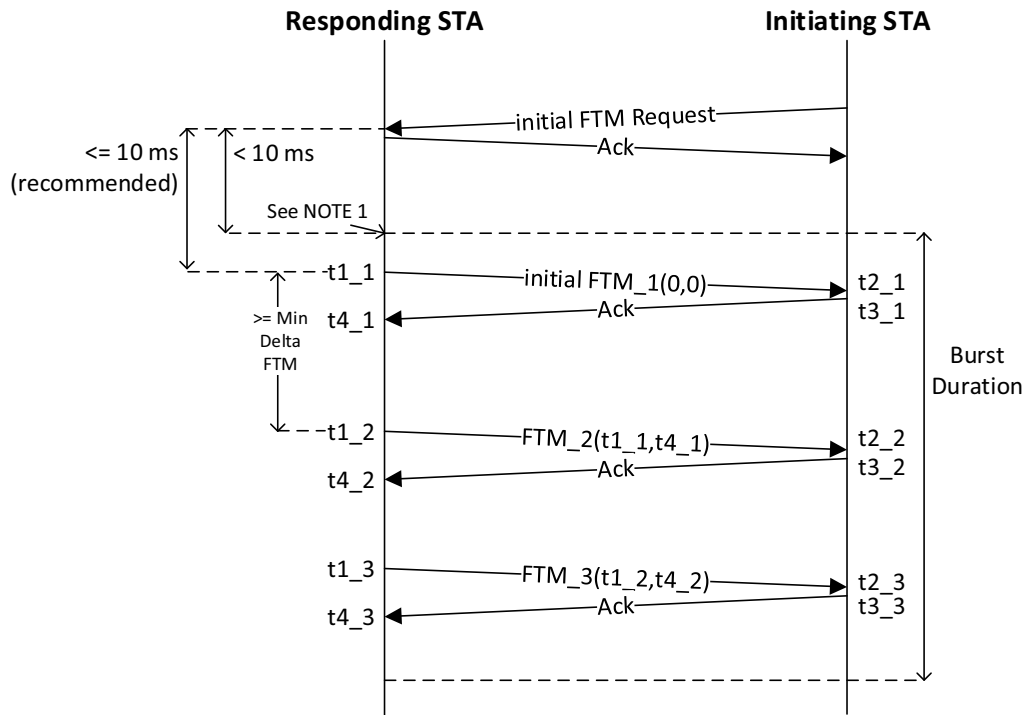 Responding STA
Initiating STA
initial FTM Request
Ack
<= 10 ms
(recommended)
< 10 ms
See NOTE 1
t1_1
initial FTM_1(0,0)
t2_1
Ack
t3_1
t4_1
>= Min
Delta
FTM
Burst
Duration
t1_2
FTM_2(t1_1,t4_1)
t2_2
Ack
t3_2
t4_2
t1_3
FTM_3(t1_2,t4_2)
t2_3
Ack
t3_3
t4_3